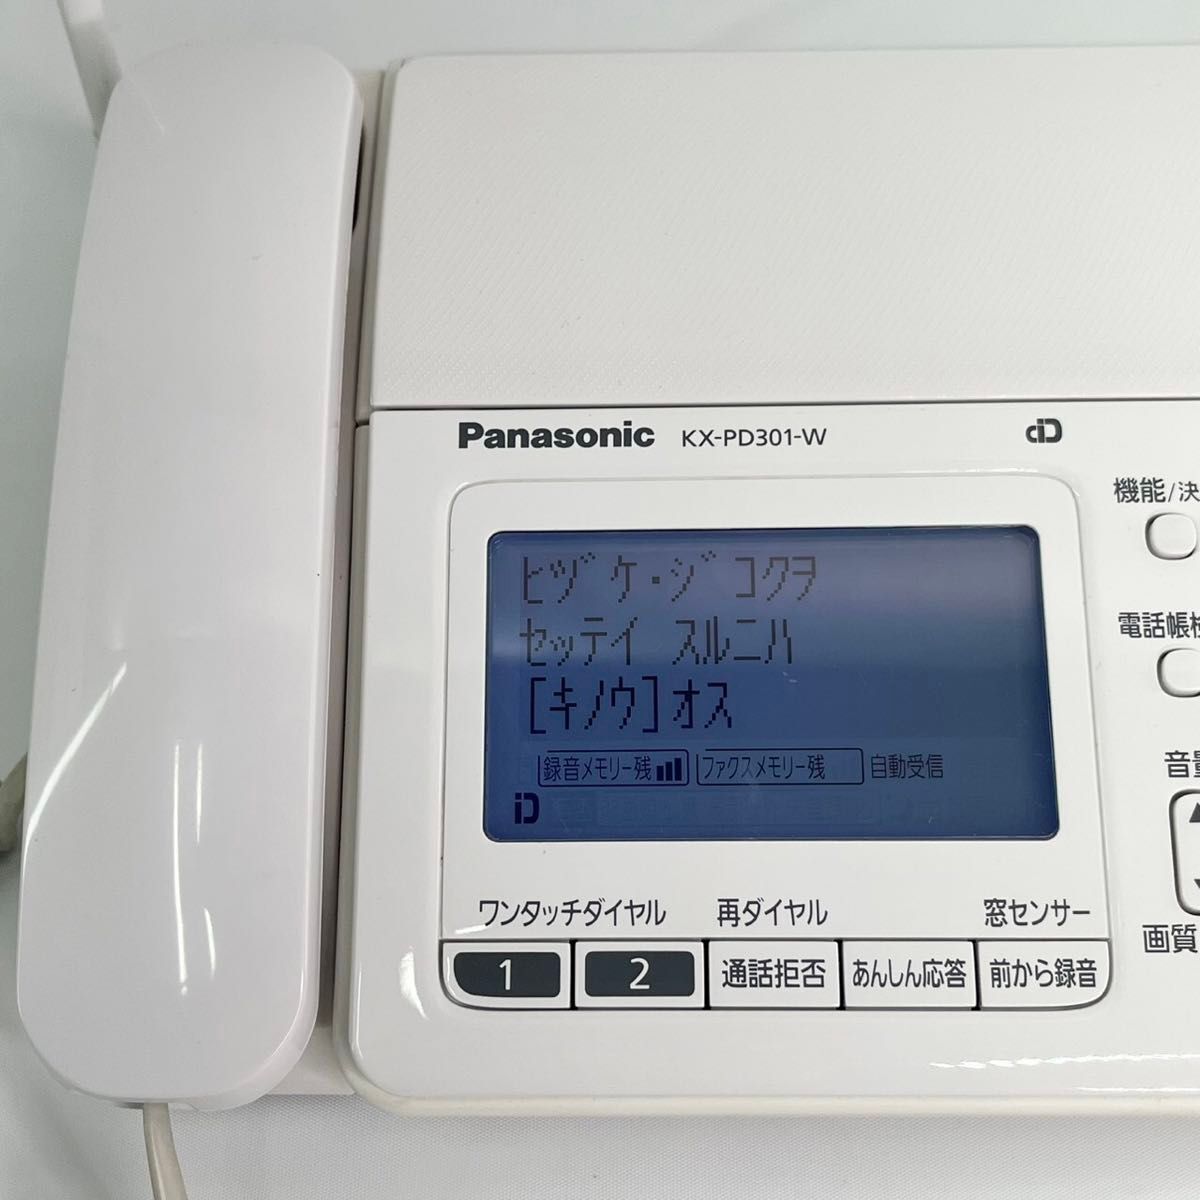 Panasonic KX-PD301-W
機能/決
ヒヅケ・ジコクヲ
セッテイ スルニハ
[キノウ]オス
電話帳検
録音メモリー残 ファクスメモリー残 自動受信
音量
ワンタッチダイヤル 再ダイヤル 窓センサー
画質
1 2 通話拒否 あんしん応答 前から録音